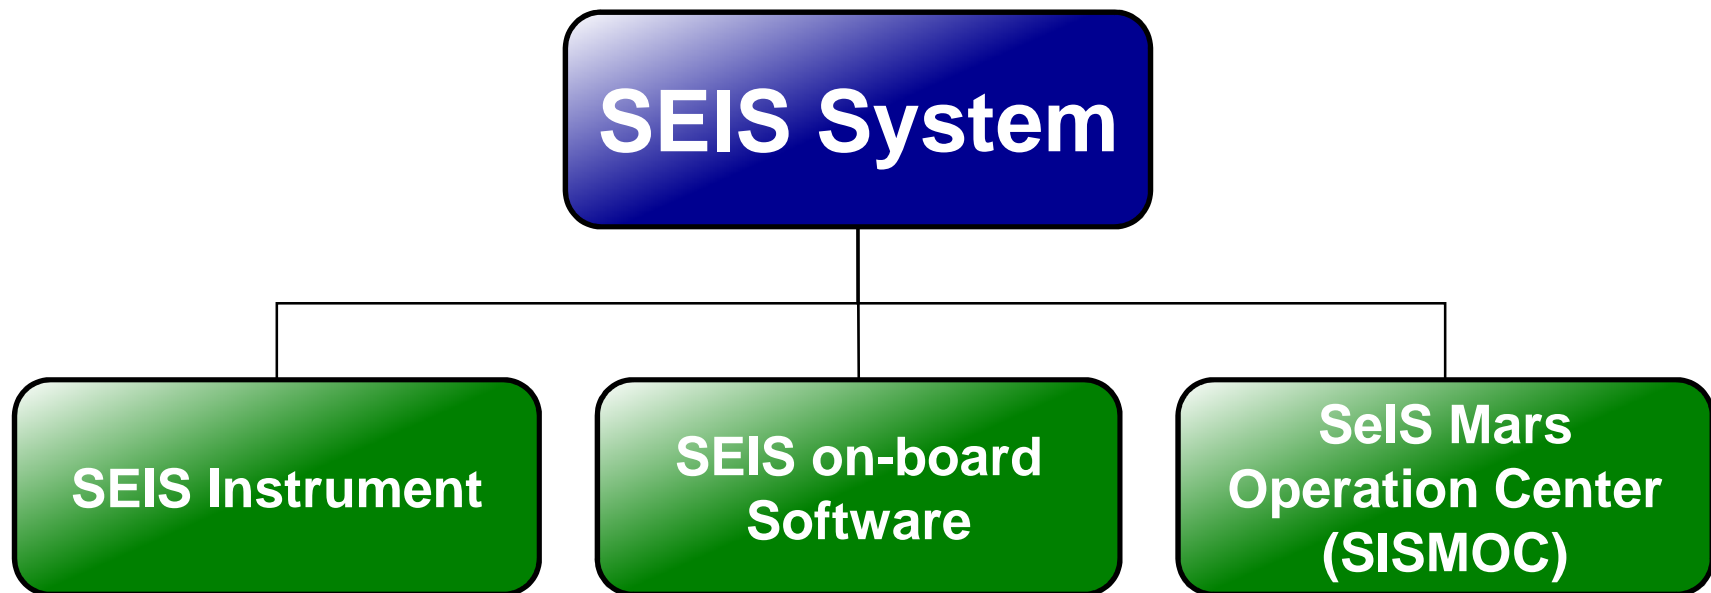 SEIS System
SEIS Instrument
SEIS on-board
Software
SeIS Mars
Operation Center
(SISMOC)